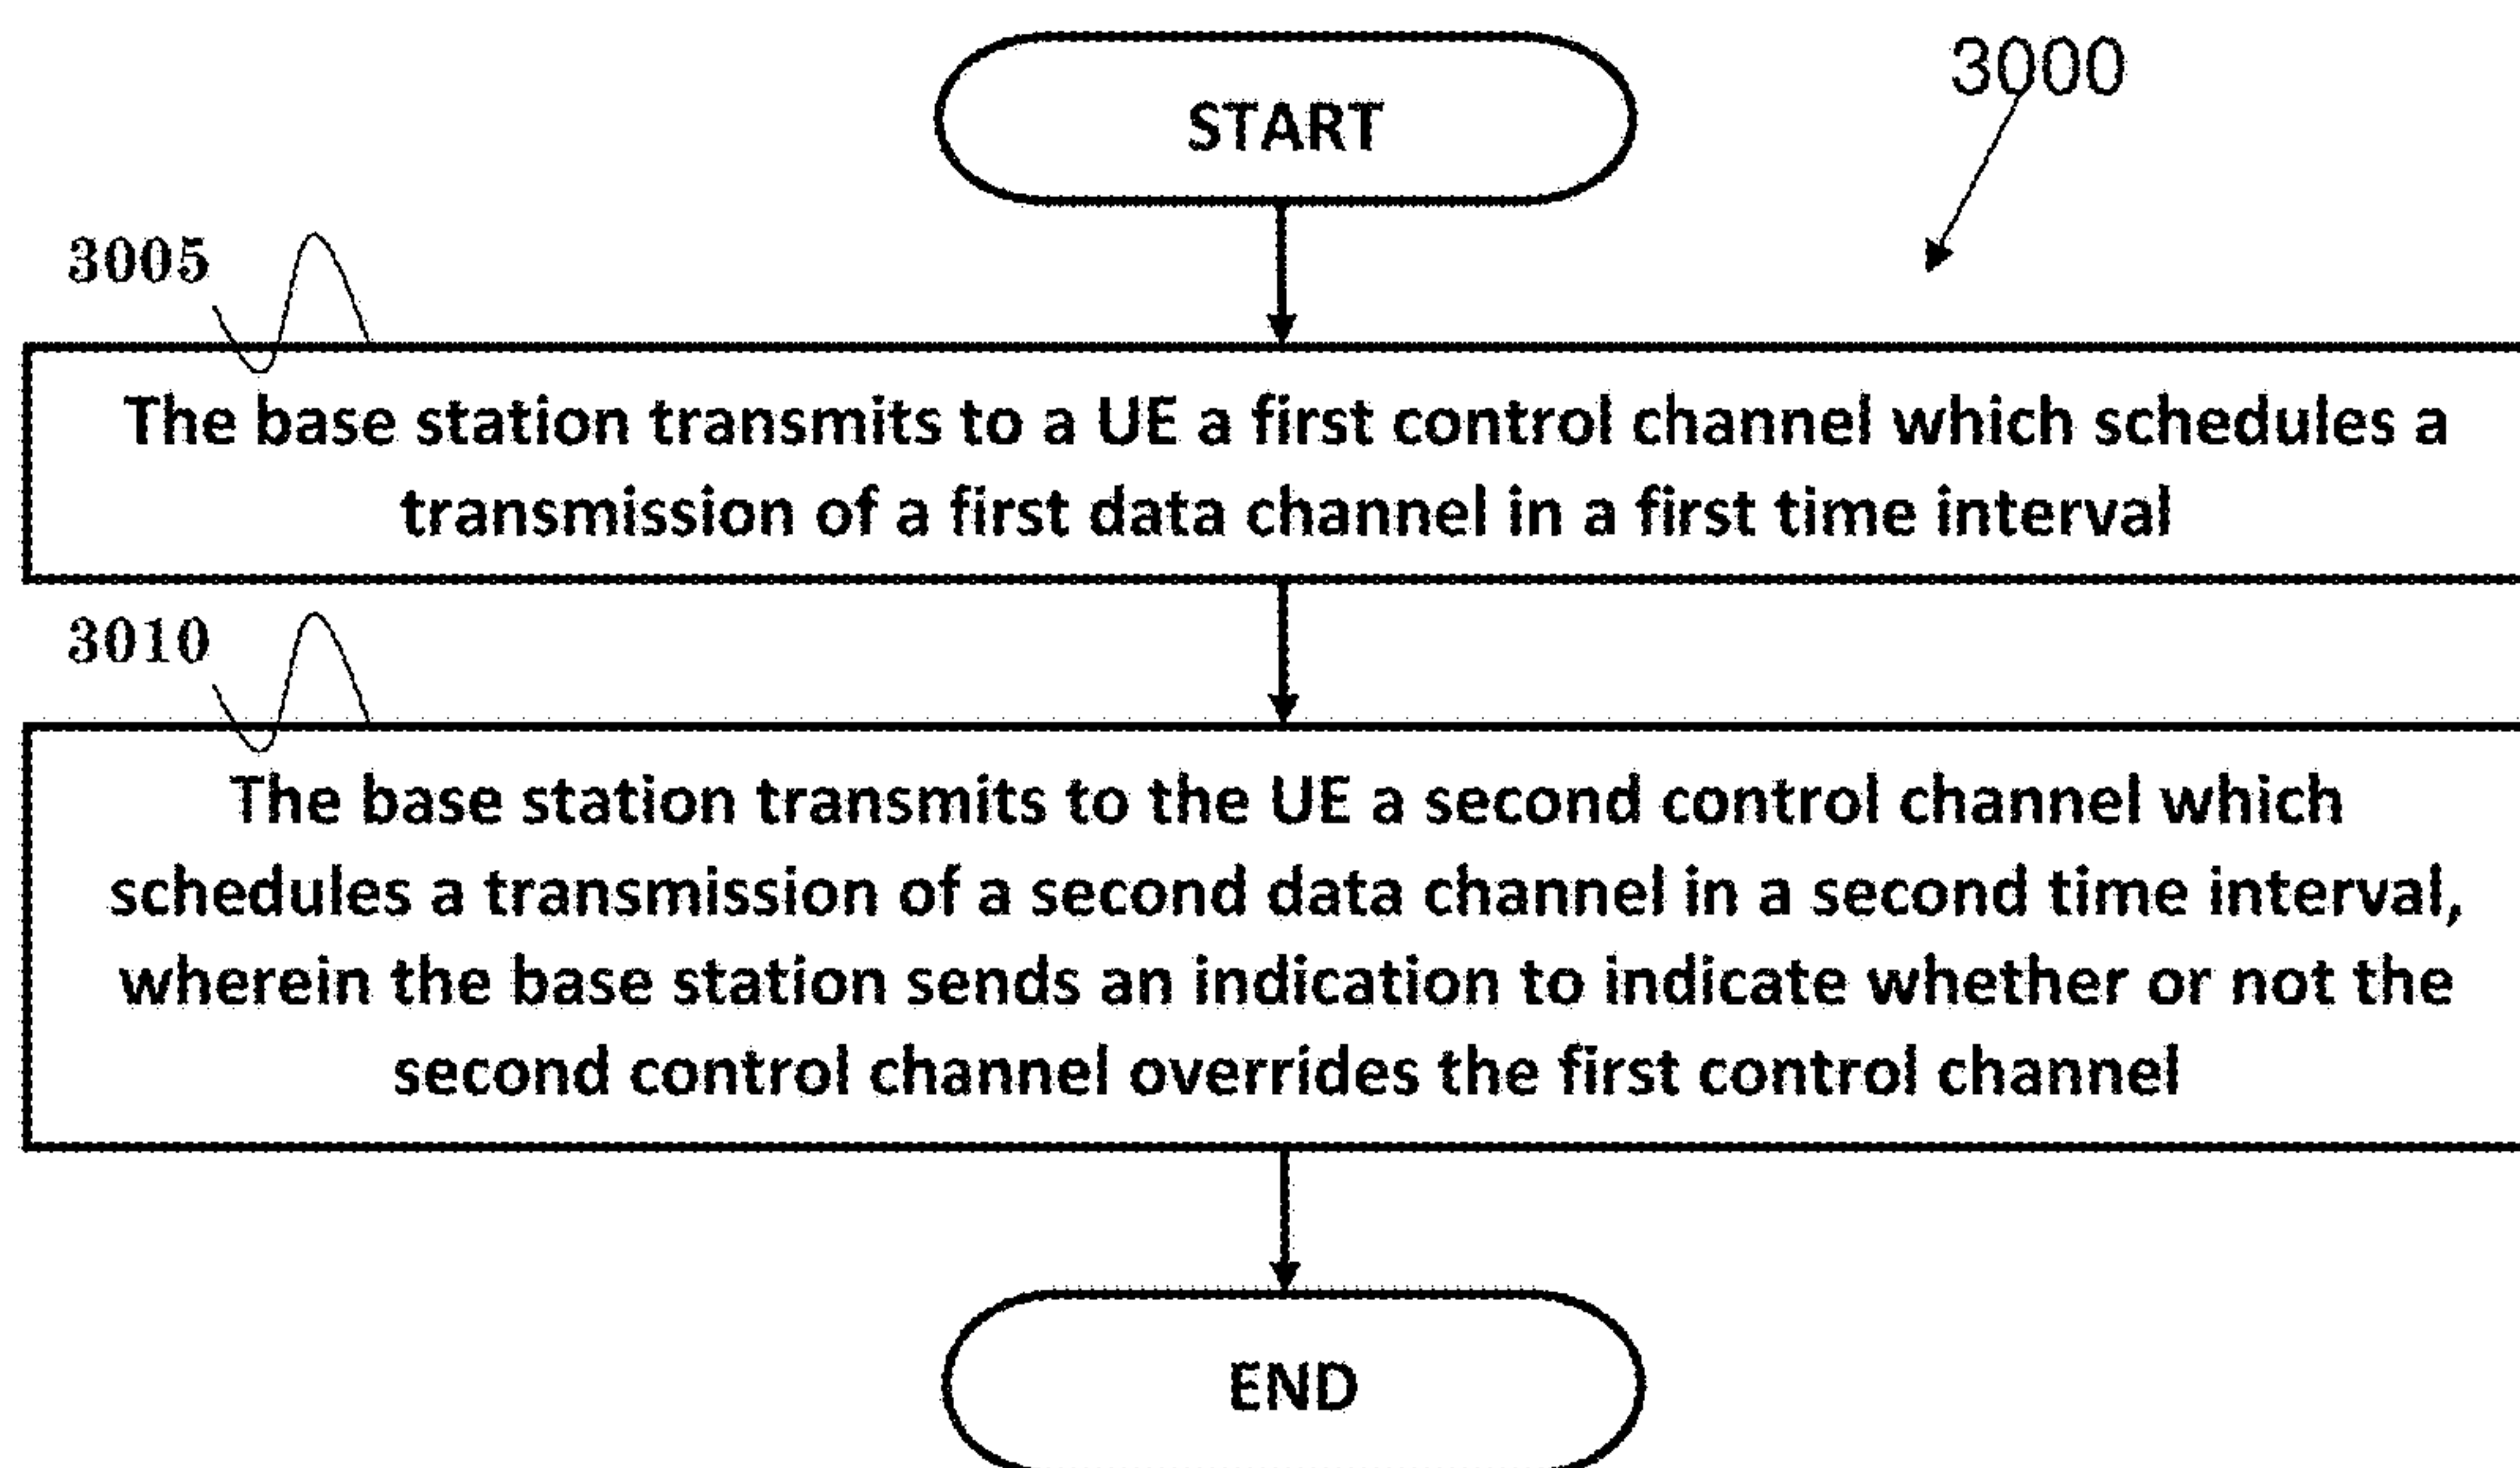 3000
START
3005
The base station transmits to a UE a first control channel which schedules a
transmission of a first data channel in a first time interval
3010
The base station transmits to the UE a second control channel which
schedules a transmission of a second data channel in a second time interval,
wherein the base station sends an indication to indicate whether or not the
second control channel overrides the first control channel
END